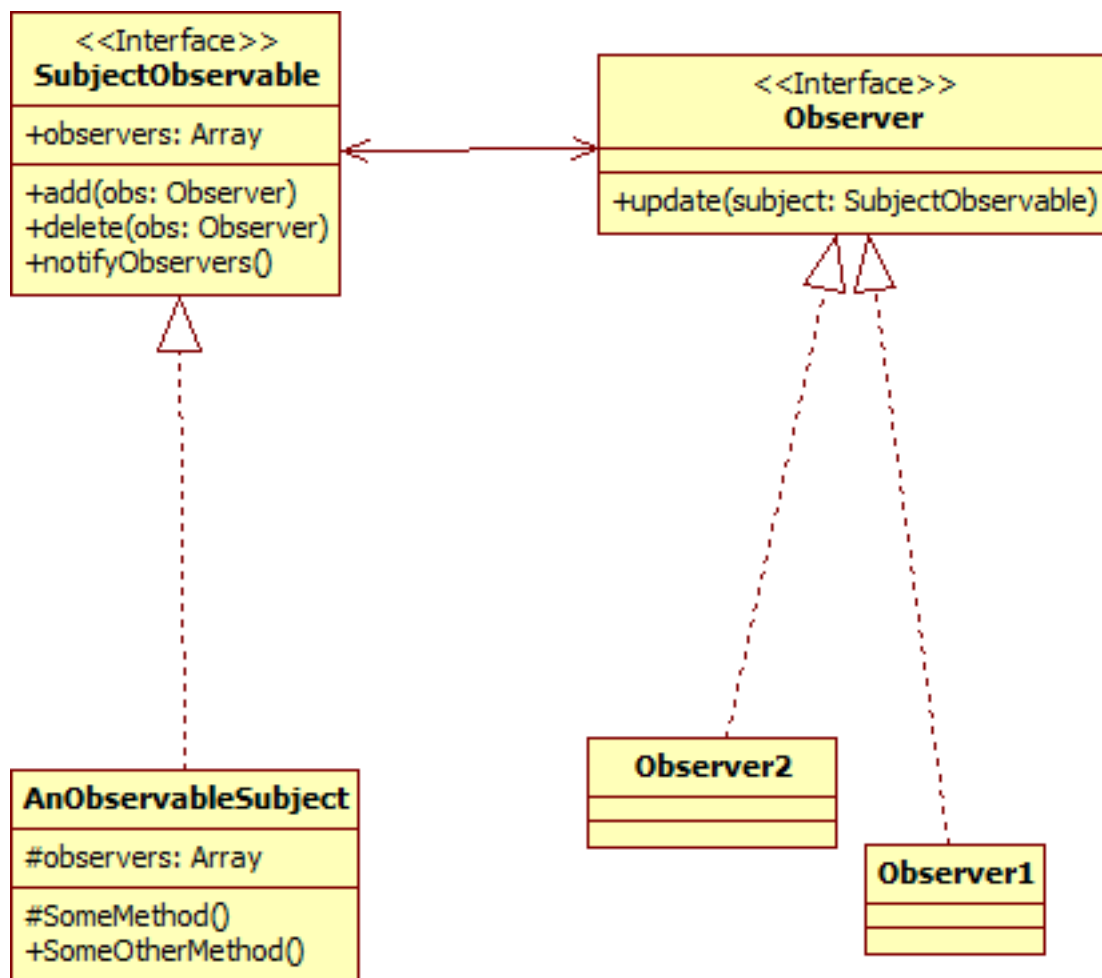 <<Interface>>
SubjectObservable
+observers: Array
+add(obs: Observer)
+delete(obs: Observer)
+notifyObservers()
<<Interface>>
Observer
+update(subject: SubjectObservable)
AnObservableSubject
#observers: Array
#SomeMethod()
+SomeOtherMethod()
Observer2
Observer1